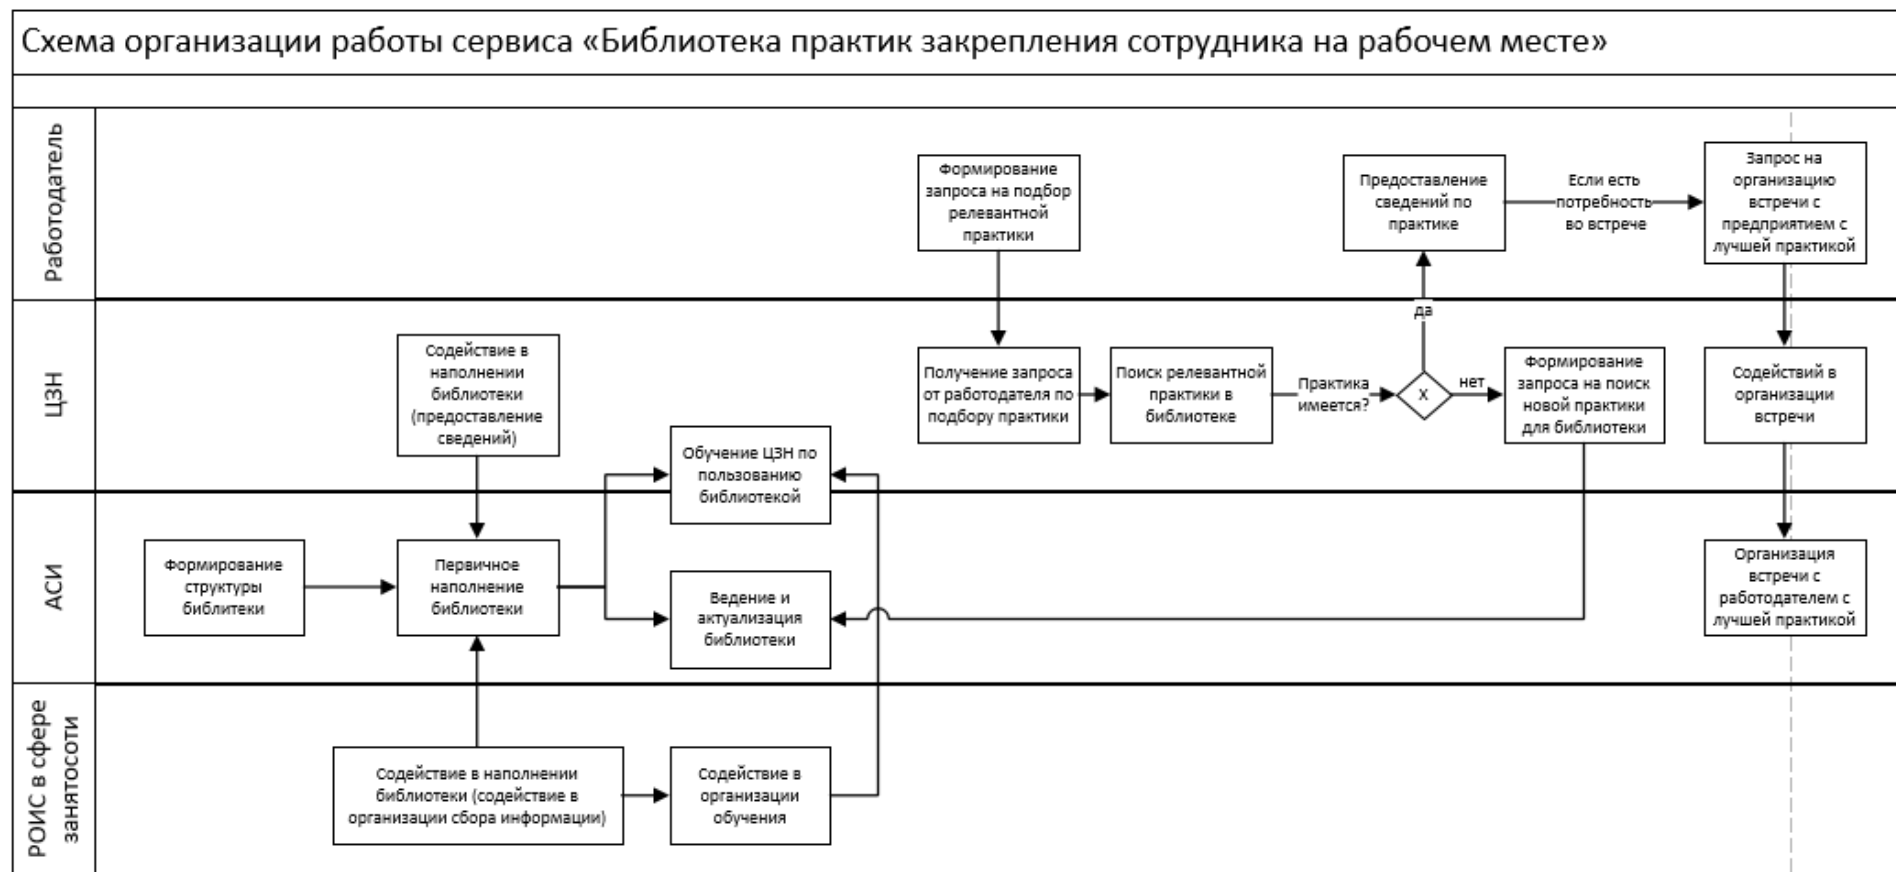 Схема организации работы сервиса «Библиотека практик закрепления сотрудника на рабочем месте»
Работодатель
Формирование
запроса на подбор
релевантной
практики
Предоставление
сведений по
практике
Если есть
потребность
во встрече
Запрос на
организацию
встречи с
предприятием с
лучшей практикой
ЦЗН
Содействие в
наполнении
библиотеки
(предоставление
сведений)
Обучение ЦЗН по
пользованию
библиотекой
Получение запроса
от работодателя по
подбору практики
Поиск релевантной
практики в
библиотеке
Практика
имеется?
X
да
нет
Формирование
запроса на поиск
новой практики
для библиотеки
Содействий в
организации
встречи
АСИ
Формирование
структуры
библитеки
Первичное
наполнение
библиотеки
Ведение и
актуализация
библиотеки
Организация
встречи с
работодателем с
лучшей практикой
РОИС в сфере
занятосоти
Содействие в наполнении
библиотеки (содействие в
организации сбора информации)
Содействие в
организации
обучения